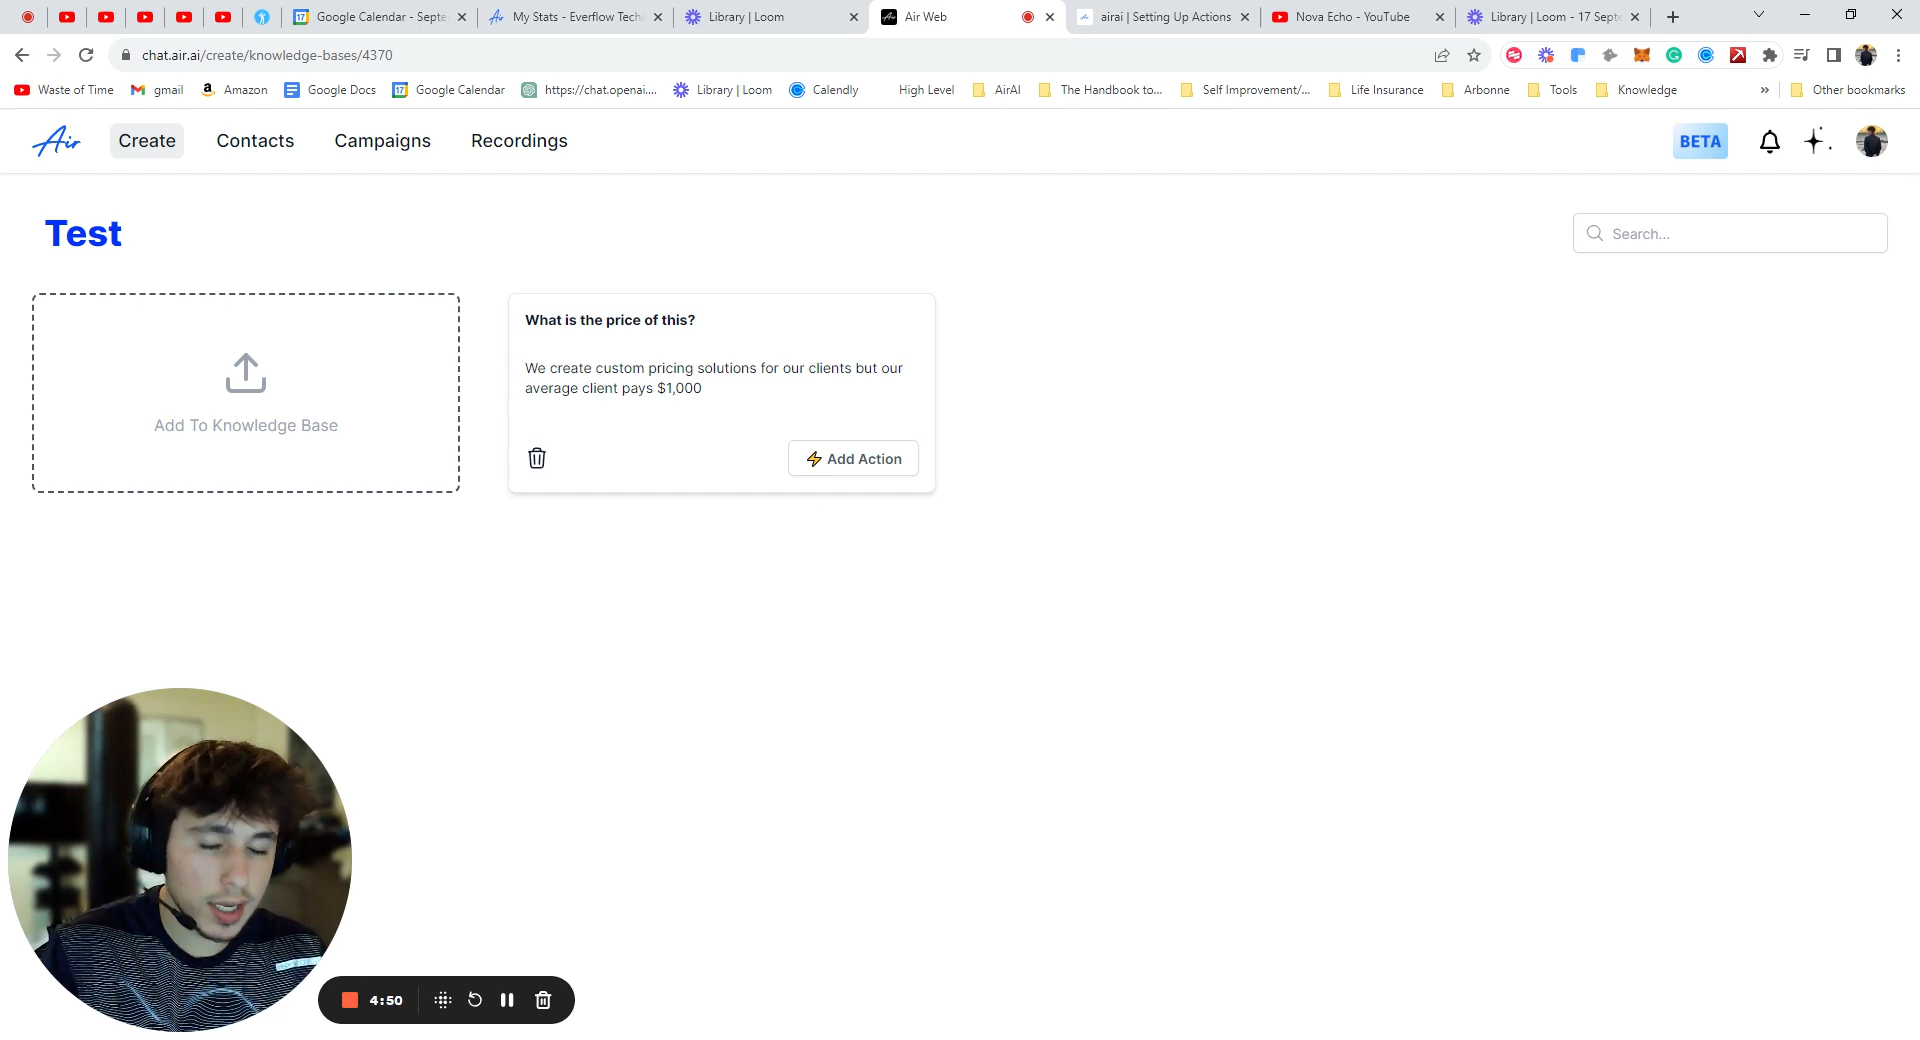 Google Calendar - Septe
My Stats - Everflow Tech
Library | Loom
Air Web
airai | Setting Up Actions
Nova Echo - YouTube
Library | Loom - 17 Septe
chat.air.ai/create/knowledge-bases/4370
Waste of Time
gmail
Amazon
Google Docs
Google Calendar
https://chat.openai....
Library | Loom
Calendly
High Level
AirAI
The Handbook to...
Self Improvement/...
Life Insurance
Arbonne
Tools
Knowledge
»
Other bookmarks
Air
Create
Contacts
Campaigns
Recordings
BETA
Test
Search...
Add To Knowledge Base
What is the price of this?
We create custom pricing solutions for our clients but our
average client pays $1,000
Add Action
4:50